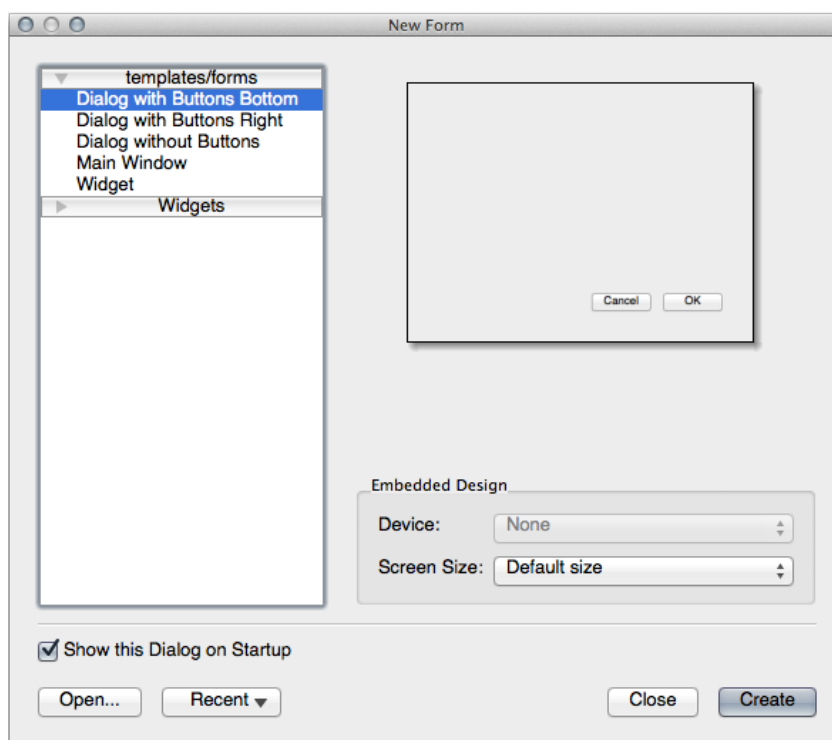 New Form
templates/forms
Dialog with Buttons Bottom
Dialog with Buttons Right
Dialog without Buttons
Main Window
Widget
Widgets
Cancel OK
Embedded Design
Device: None
Screen Size: Default size
Show this Dialog on Startup
Open... Recent Close Create